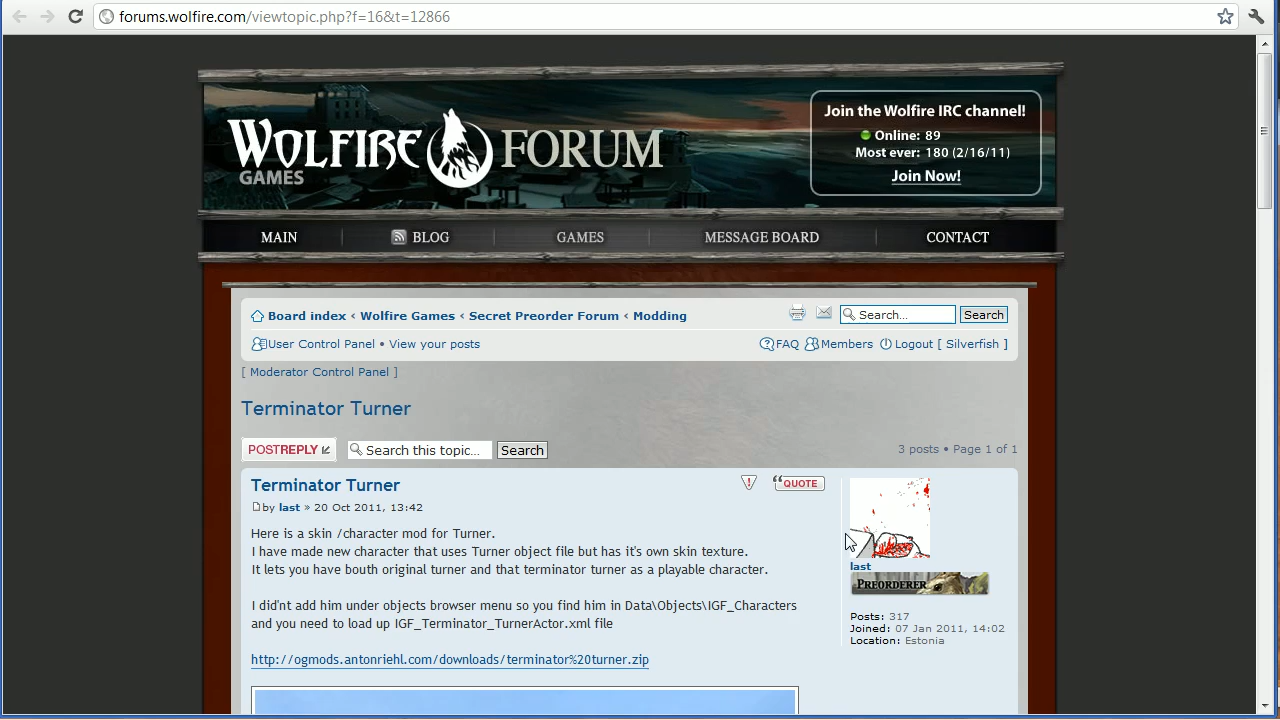 forums.wolfire.com/viewtopic.php?f=16&t=12866
WOLFIRE FORUM
GAMES
Join the Wolfire IRC channel!
Online: 89
Most ever: 180 (2/16/11)
Join Now!
MAIN
BLOG
GAMES
MESSAGE BOARD
CONTACT
Board index ‹ Wolfire Games ‹ Secret Preorder Forum ‹ Modding
Search...
Search
User Control Panel • View your posts
FAQ
Members
Logout [ Silverfish ]
[ Moderator Control Panel ]
Terminator Turner
POSTREPLY
Search this topic...
Search
3 posts • Page 1 of 1
Terminator Turner
QUOTE
by last » 20 Oct 2011, 13:42
Here is a skin /character mod for Turner.
I have made new character that uses Turner object file but has it's own skin texture.
It lets you have bouth original turner and that terminator turner as a playable character.
I did'nt add him under objects browser menu so you find him in Data\Objects\IGF_Characters
and you need to load up IGF_Terminator_TurnerActor.xml file
http://ogmods.antonriehl.com/downloads/terminator%20turner.zip
last
PREORDERER
Posts: 317
Joined: 07 Jan 2011, 14:02
Location: Estonia